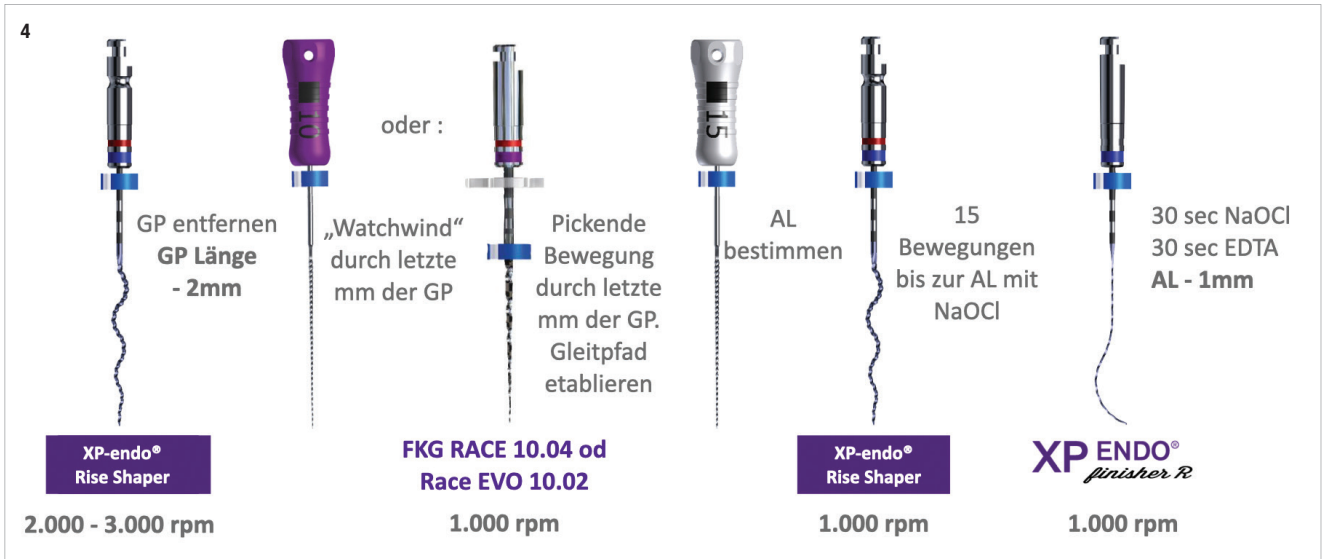 4
10
oder :
15
GP entfernen
GP Länge
- 2mm
„Watchwind“
durch letzte
mm der GP
Pickende
Bewegung
durch letzte
mm der GP.
Gleitpfad
etablieren
AL
bestimmen
15
Bewegungen
bis zur AL mit
NaOCl
30 sec NaOCl
30 sec EDTA
AL - 1mm
XP-endo®
Rise Shaper
2.000 - 3.000 rpm
FKG RACE 10.04 od
Race EVO 10.02
1.000 rpm
XP-endo®
Rise Shaper
1.000 rpm
XP ENDO®
finisher R
1.000 rpm